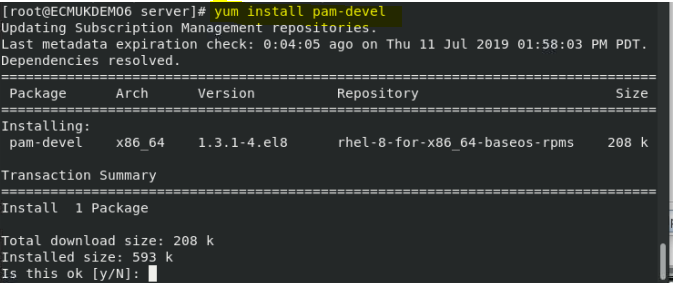 [root@ECMUKDEMO6 server]# yum install pam-devel
Updating Subscription Management repositories.
Last metadata expiration check: 0:04:05 ago on Thu 11 Jul 2019 01:58:03 PM PDT.
Dependencies resolved.
================================================================================
Package Arch Version Repository Size
================================================================================
Installing:
pam-devel x86_64 1.3.1-4.el8 rhel-8-for-x86_64-baseos-rpms 208 k
Transaction Summary
================================================================================
Install 1 Package
Total download size: 208 k
Installed size: 593 k
Is this ok [y/N]: